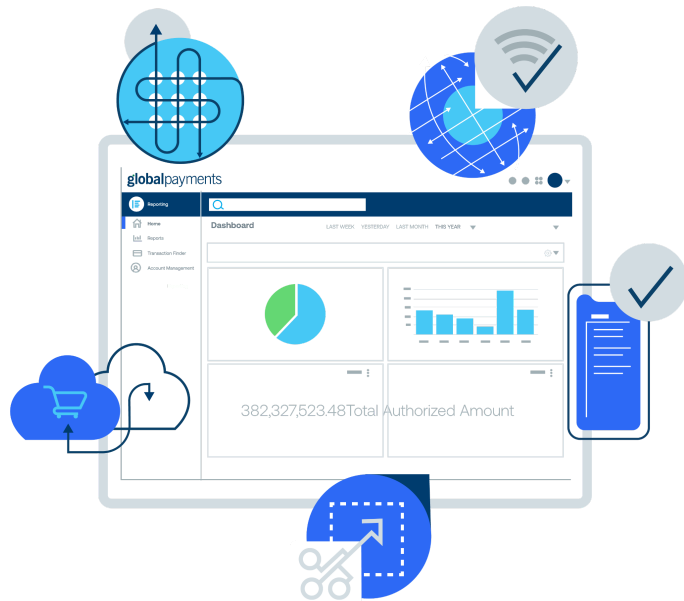 globalpayments
Reporting
Home
Reports
Transaction Finder
Account Management
Dashboard
LAST WEEK YESTERDAY LAST MONTH THIS YEAR
382,327,523.48Total Authorized Amount